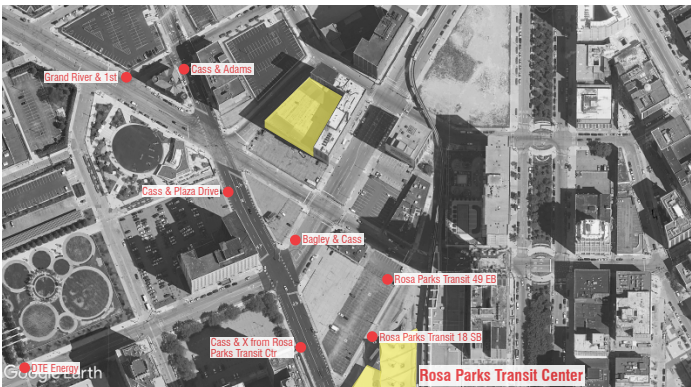 Cass & Adams
Grand River & 1st
Cass & Plaza Drive
Bagley & Cass
Rosa Parks Transit 49 EB
Rosa Parks Transit 18 SB
Cass & X from Rosa
Parks Transit Ctr
DTE Energy
Google Earth
Rosa Parks Transit Center